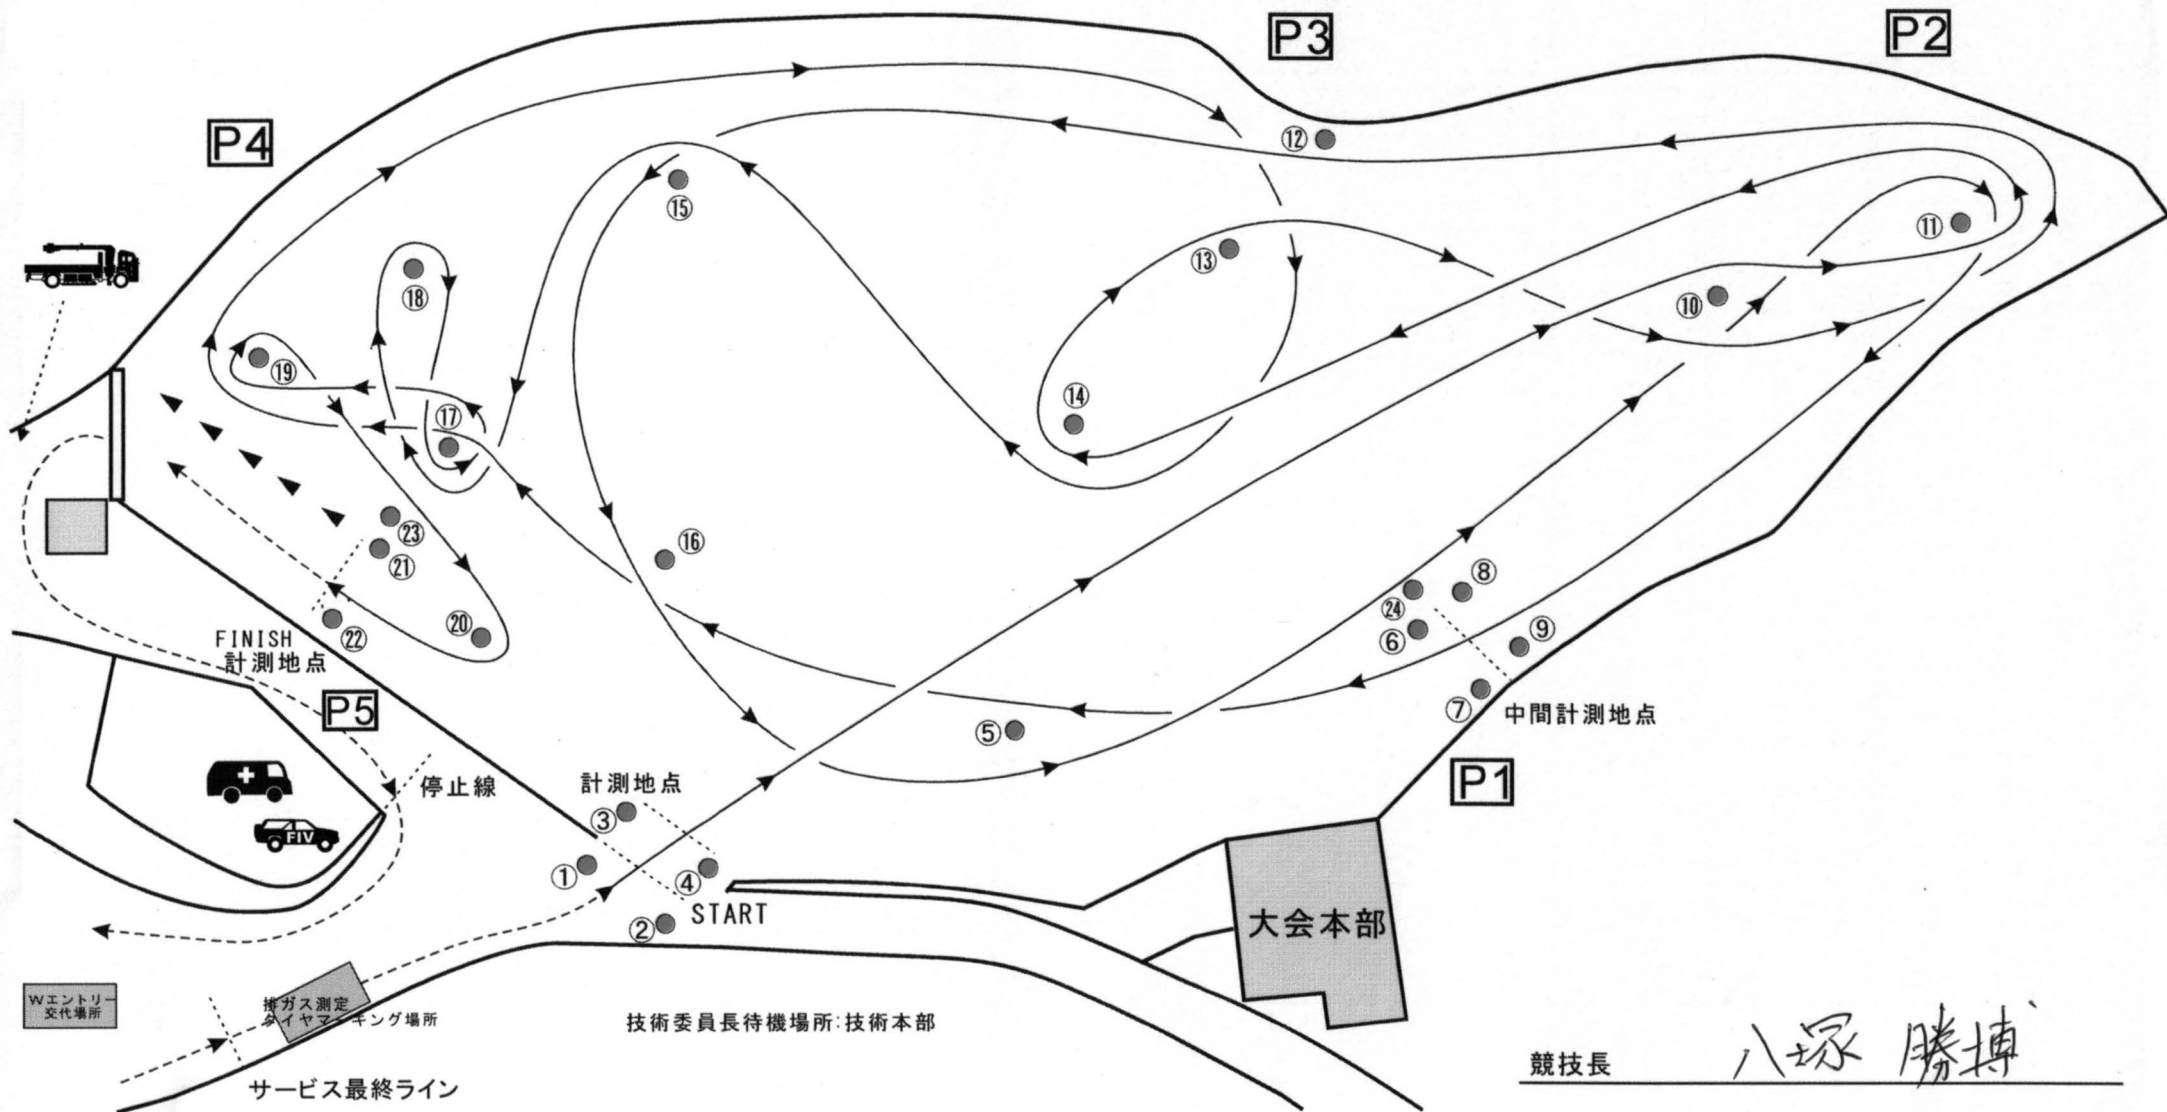 P3
P2
P4
⑫
⑮
⑪
⑬
⑱
⑩
⑲
⑭
⑰
⑯
㉓
⑧
㉑
㉔
⑳
⑥
⑨
㉒
FINISH
計測地点
P5
⑦
中間計測地点
⑤
P1
停止線
計測地点
③
①
④
FIV
START
②
大会本部
Wエントリー
交代場所
排ガス測定
タイヤマーキング場所
技術委員長待機場所:技術本部
サービス最終ライン
競技長 八塚 勝博